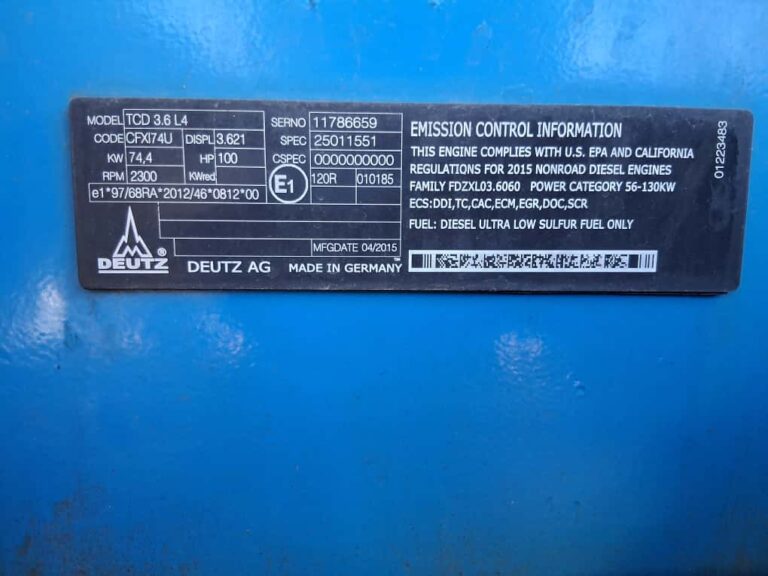 MODEL TCD 3.6 L4 SERNO 11786659
CODE CFXI74U DISPL 3.621 SPEC 25011551
KW 74,4 HP 100 CSPEC 0000000000
RPM 2300 KWred. E1 120R 010185
e1*97/68RA*2012/46*0812*00
MFGDATE 04/2015
DEUTZ ® DEUTZ AG MADE IN GERMANY ™
EMISSION CONTROL INFORMATION
THIS ENGINE COMPLIES WITH U.S. EPA AND CALIFORNIA
REGULATIONS FOR 2015 NONROAD DIESEL ENGINES
FAMILY FDZXL03.6060 POWER CATEGORY 56-130KW
ECS:DDI,TC,CAC,ECM,EGR,DOC,SCR
FUEL: DIESEL ULTRA LOW SULFUR FUEL ONLY
01223483